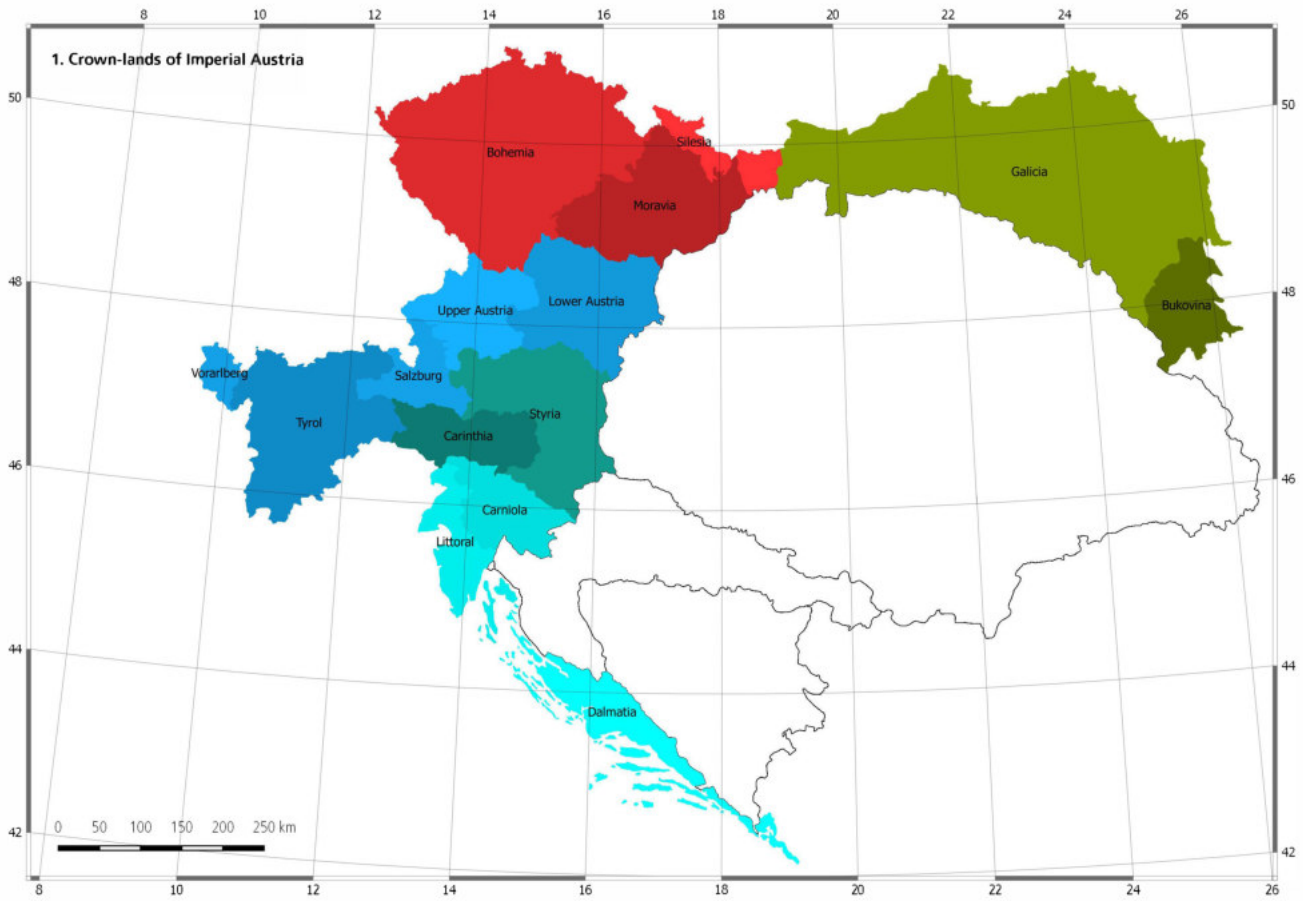 8 10 12 14 16 18 20 22 24 26
1. Crown-lands of Imperial Austria
50 50
Bohemia
Silesia
Galicia
Moravia
48 48
Upper Austria
Lower Austria
Bukovina
Vorarlberg
Salzburg
Tyrol
Styria
Carinthia
46 46
Carniola
Littoral
44 44
Dalmatia
0 50 100 150 200 250 km
42 42
8 10 12 14 16 18 20 22 24 26